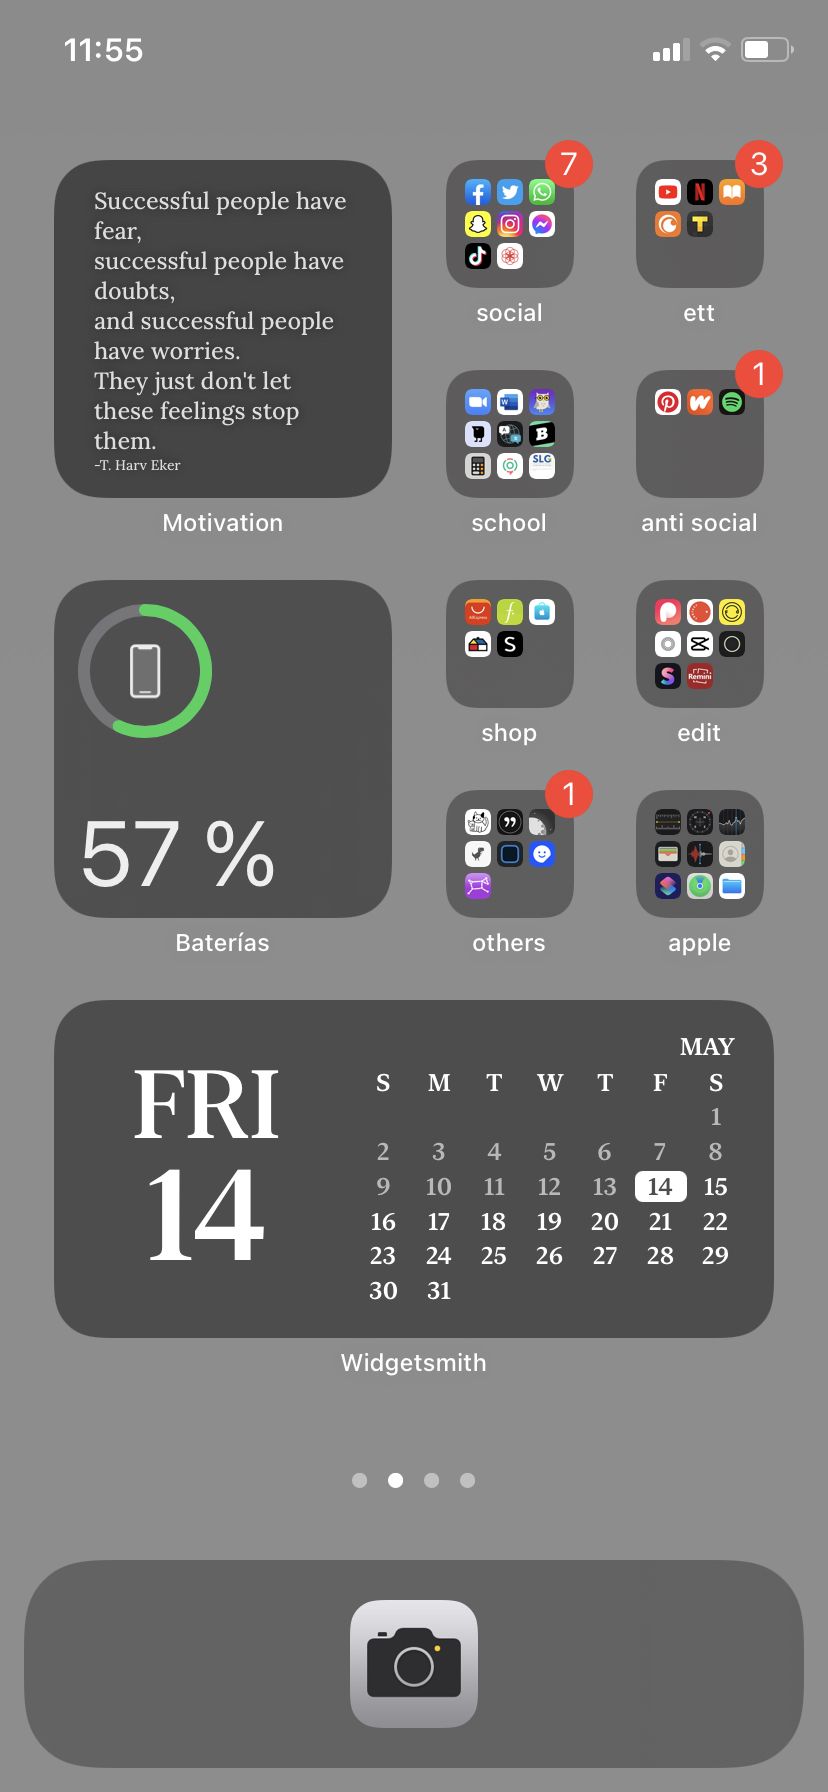 11:55
Successful people have
fear,
successful people have
doubts,
and successful people
have worries.
They just don't let
these feelings stop
them.
-T. Harv Eker
Motivation
7
social
3
ett
W
SLG
school
1
anti social
57 %
Baterías
AliExpress
S
shop
Remini
edit
1
others
apple
FRI
14
MAY
S M T W T F S
1
2 3 4 5 6 7 8
9 10 11 12 13 14 15
16 17 18 19 20 21 22
23 24 25 26 27 28 29
30 31
Widgetsmith